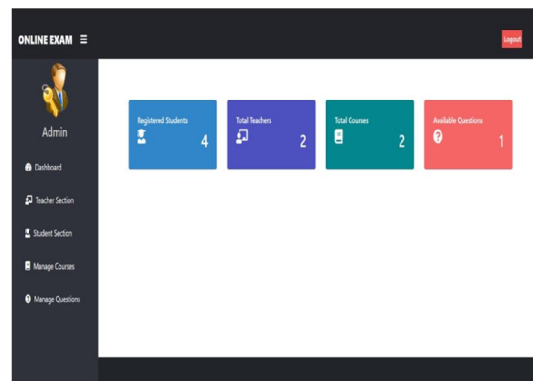 ONLINE EXAM
Logout
Admin
Dashboard
Teacher Section
Student Section
Manage Courses
Manage Questions
Registered Students
4
Total Teachers
2
Total Courses
2
Available Questions
1